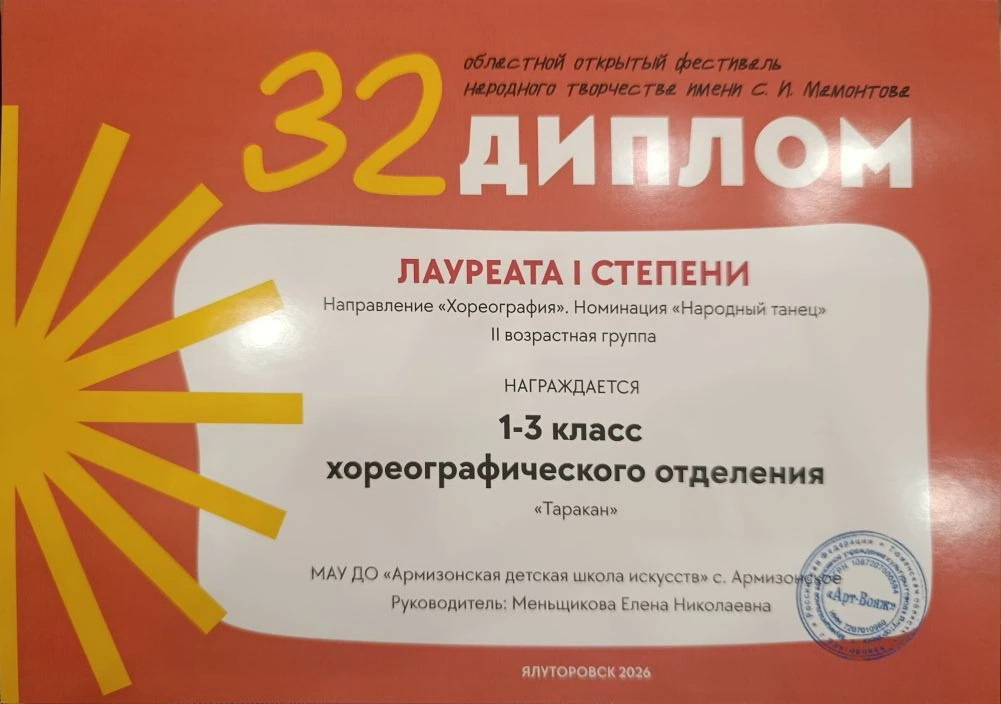 32
областной открытый фестиваль
народного творчества имени С. И. Мамонтова
ДИПЛОМ
ЛАУРЕАТА I СТЕПЕНИ
Направление «Хореография». Номинация «Народный танец»
II возрастная группа
НАГРАЖДАЕТСЯ
1-3 класс
хореографического отделения
«Таракан»
МАУ ДО «Армизонская детская школа искусств» с. Армизонское
Руководитель: Меньщикова Елена Николаевна
«Арт-Вояж»
ЯЛУТОРОВСК 2026